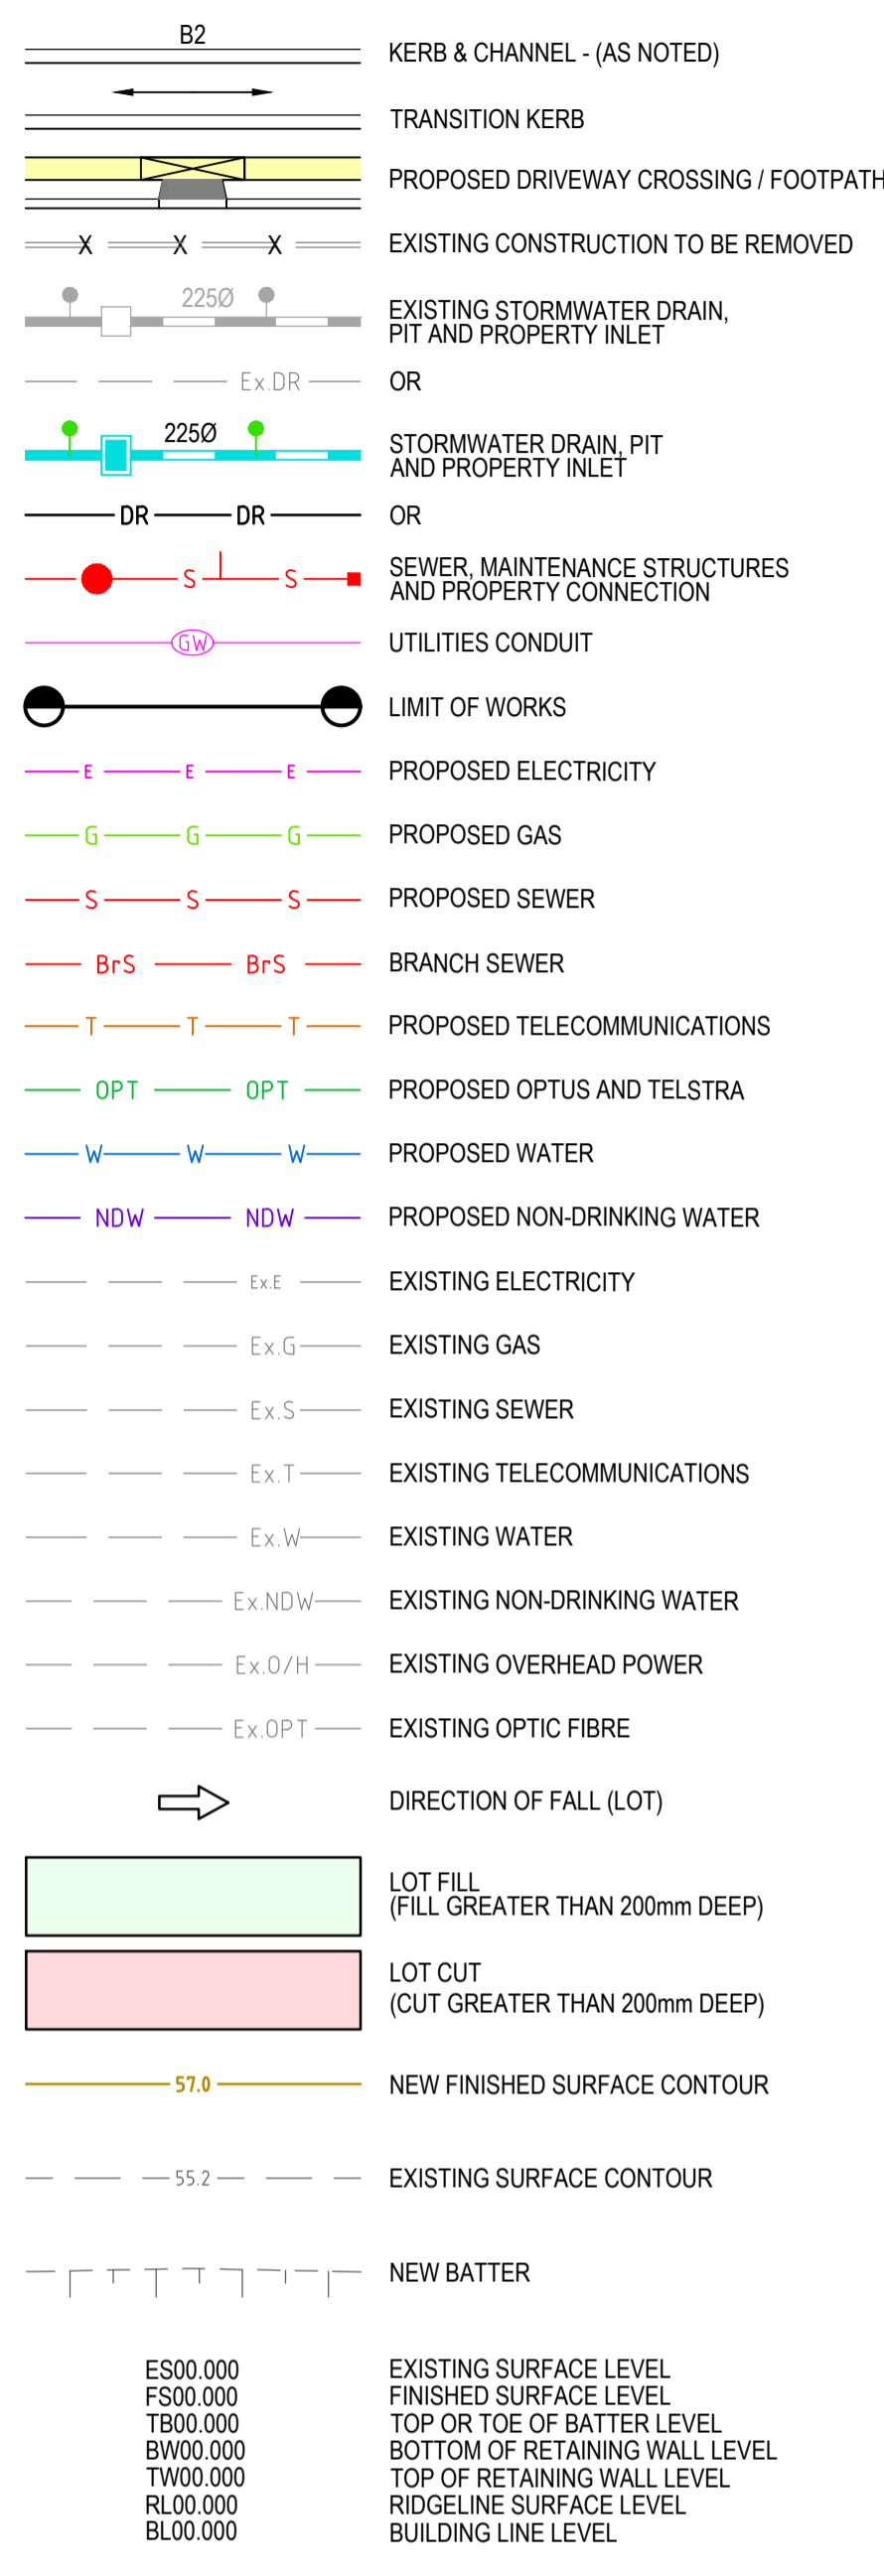 B2
KERB & CHANNEL - (AS NOTED)
TRANSITION KERB
PROPOSED DRIVEWAY CROSSING / FOOTPATH
X X X
EXISTING CONSTRUCTION TO BE REMOVED
225Ø
EXISTING STORMWATER DRAIN,
PIT AND PROPERTY INLET
Ex.DR
OR
225Ø
STORMWATER DRAIN, PIT
AND PROPERTY INLET
DR DR
OR
S S
SEWER, MAINTENANCE STRUCTURES
AND PROPERTY CONNECTION
GW
UTILITIES CONDUIT
LIMIT OF WORKS
E E E
PROPOSED ELECTRICITY
G G G
PROPOSED GAS
S S S
PROPOSED SEWER
BrS BrS
BRANCH SEWER
T T T
PROPOSED TELECOMMUNICATIONS
OPT OPT
PROPOSED OPTUS AND TELSTRA
W W W
PROPOSED WATER
NDW NDW
PROPOSED NON-DRINKING WATER
Ex.E
EXISTING ELECTRICITY
Ex.G
EXISTING GAS
Ex.S
EXISTING SEWER
Ex.T
EXISTING TELECOMMUNICATIONS
Ex.W
EXISTING WATER
Ex.NDW
EXISTING NON-DRINKING WATER
Ex.O/H
EXISTING OVERHEAD POWER
Ex.OPT
EXISTING OPTIC FIBRE
DIRECTION OF FALL (LOT)
LOT FILL
(FILL GREATER THAN 200mm DEEP)
LOT CUT
(CUT GREATER THAN 200mm DEEP)
57.0
NEW FINISHED SURFACE CONTOUR
55.2
EXISTING SURFACE CONTOUR
NEW BATTER
ES00.000 EXISTING SURFACE LEVEL
FS00.000 FINISHED SURFACE LEVEL
TB00.000 TOP OR TOE OF BATTER LEVEL
BW00.000 BOTTOM OF RETAINING WALL LEVEL
TW00.000 TOP OF RETAINING WALL LEVEL
RL00.000 RIDGELINE SURFACE LEVEL
BL00.000 BUILDING LINE LEVEL